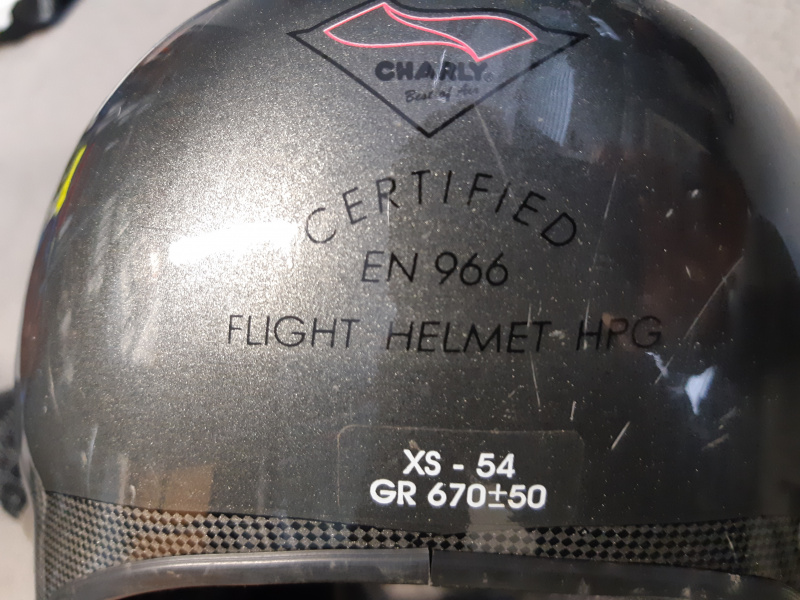 CHARLY®
Best of Air
CERTIFIED
EN 966
FLIGHT HELMET HPG
XS - 54
GR 670±50